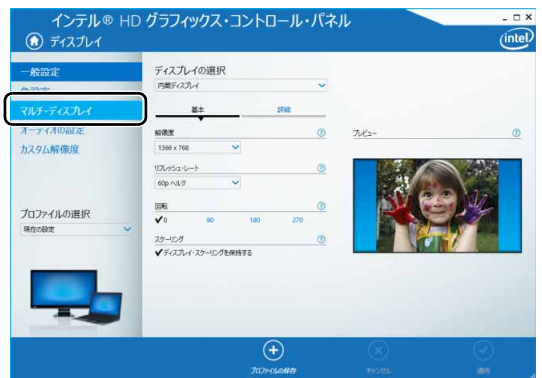 インテル® HD グラフィックス・コントロール・パネル
ディスプレイ
intel
一般設定
マルチ・ディスプレイ
オーディオの設定
カスタム解像度
プロファイルの選択
現在の設定
ディスプレイの選択
内蔵ディスプレイ
基本
詳細
解像度
1366 x 768
リフレッシュ・レート
60p ヘルツ
回転
0
90
180
270
スケーリング
ディスプレイ・スケーリングを保持する
プレビュー
プロファイルの保存
キャンセル
適用